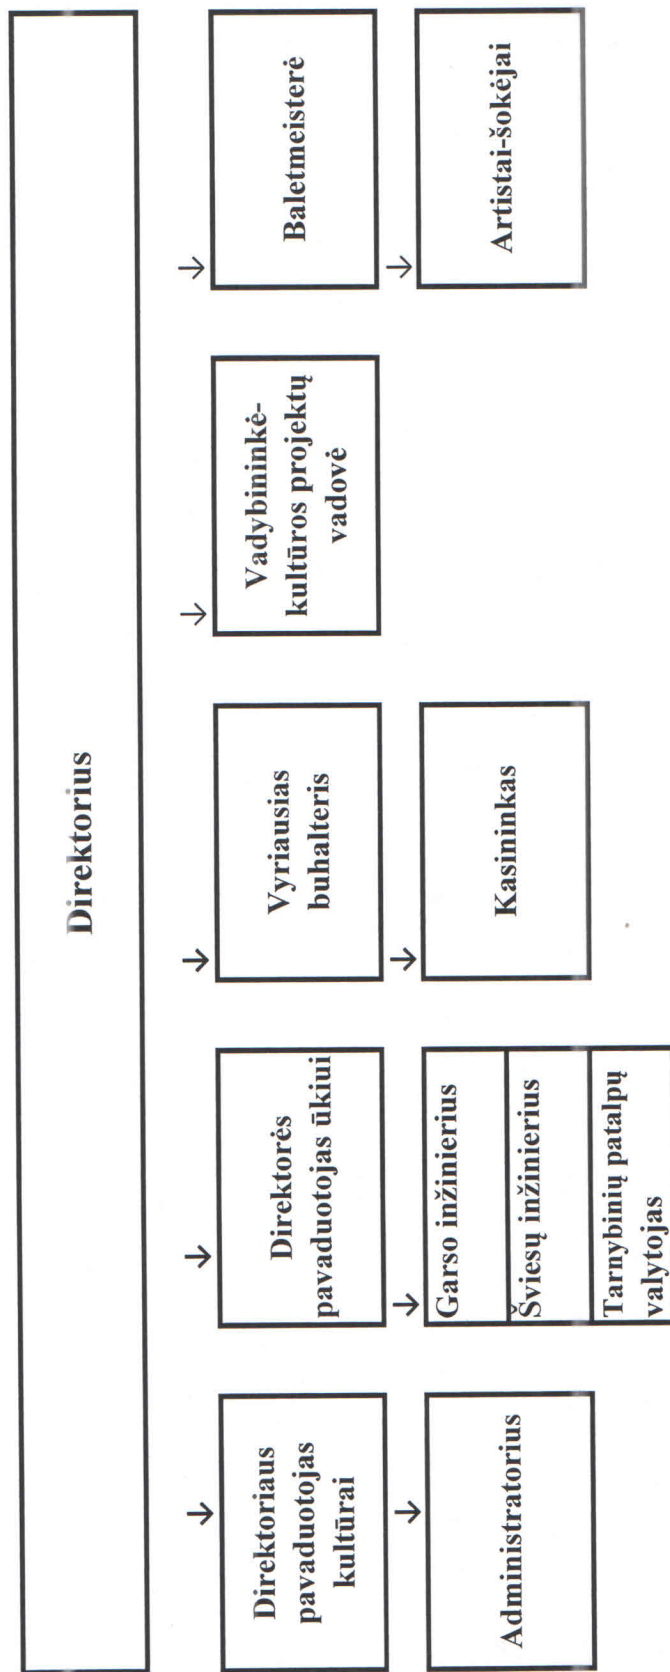 Direktorius
Direktoriaus
pavaduotojas
kultūrai
Direktorės
pavaduotojas ūkiui
Vyriausias
buhalteris
Vadybininkė-
kultūros projektų
vadovė
Baletmeisterė
Administratorius
Garso inžinierius
Šviesų inžinierius
Tarnybinių patalpų
valytojas
Kasininkas
Artistai-šokėjai